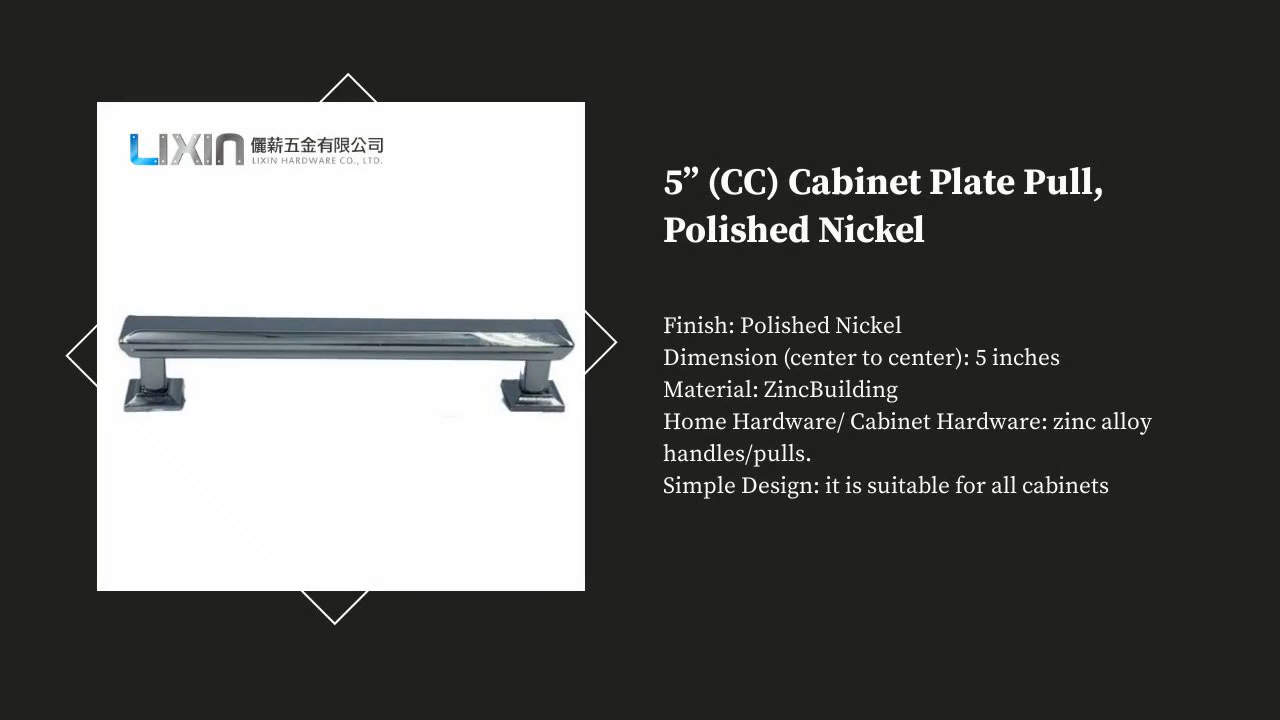 LIXIN 儷薪五金有限公司
LIXIN HARDWARE CO., LTD.
5” (CC) Cabinet Plate Pull,
Polished Nickel
Finish: Polished Nickel
Dimension (center to center): 5 inches
Material: ZincBuilding
Home Hardware/ Cabinet Hardware: zinc alloy
handles/pulls.
Simple Design: it is suitable for all cabinets